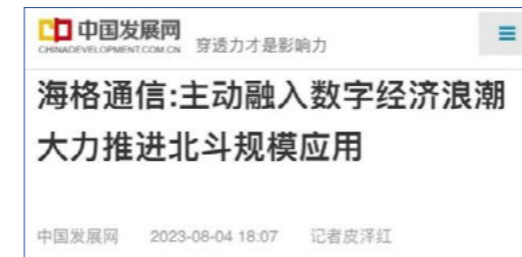 中国发展网
CHINADEVELOPMENT.COM.CN
穿透力才是影响力
海格通信:主动融入数字经济浪潮
大力推进北斗规模应用
中国发展网 2023-08-04 18:07 记者皮泽红